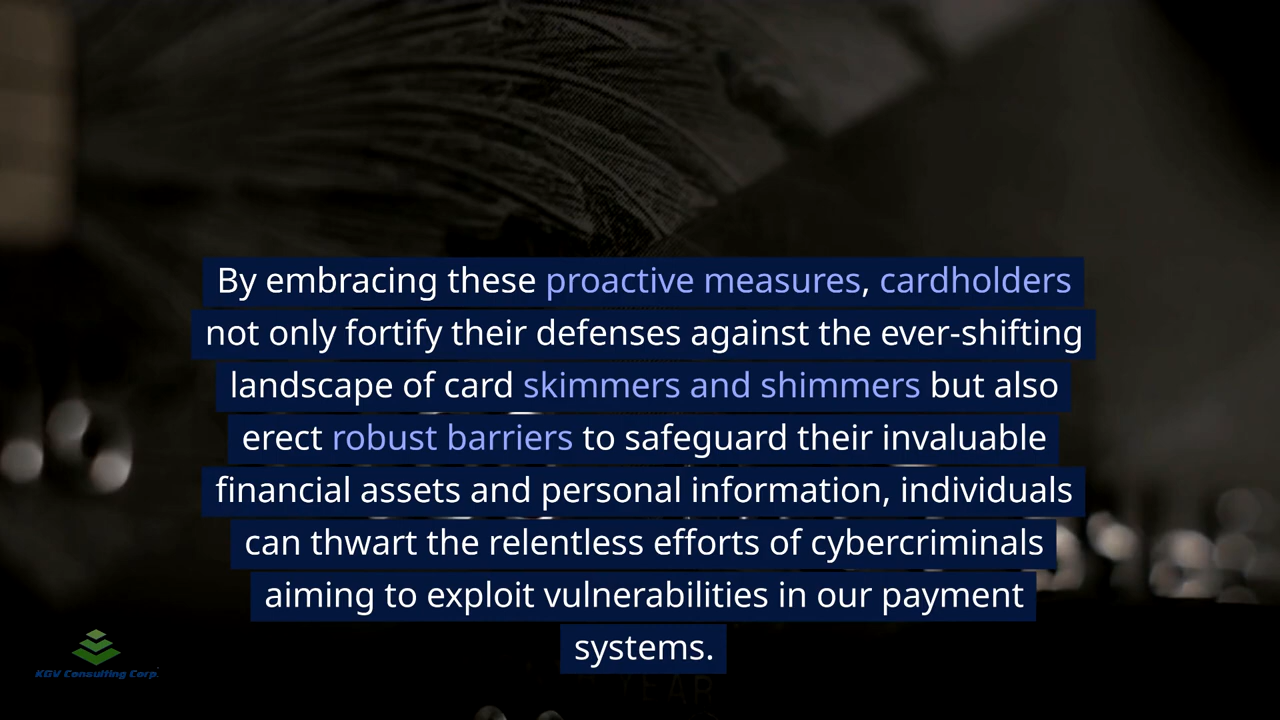 By embracing these proactive measures, cardholders
not only fortify their defenses against the ever-shifting
landscape of card skimmers and shimmers but also
erect robust barriers to safeguard their invaluable
financial assets and personal information, individuals
can thwart the relentless efforts of cybercriminals
aiming to exploit vulnerabilities in our payment
systems.
KGV Consulting Corp.
YEAR